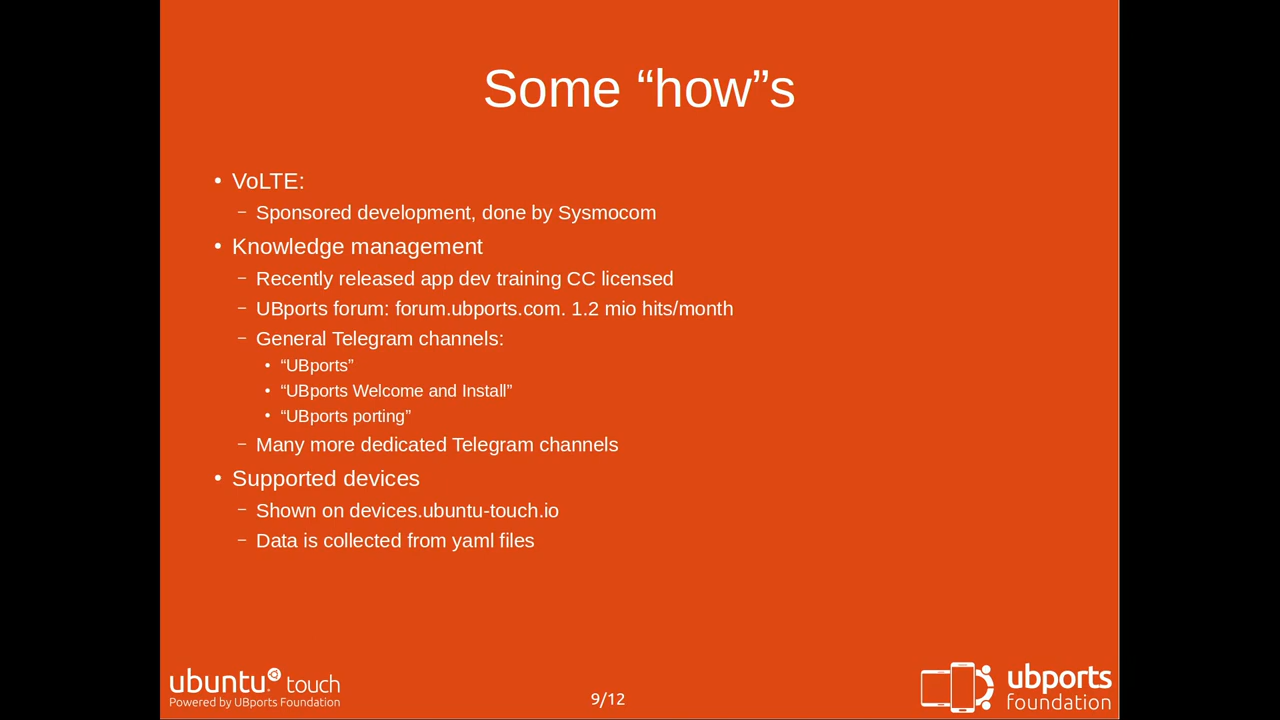 Some “how”s
• VoLTE:
– Sponsored development, done by Sysmocom
• Knowledge management
– Recently released app dev training CC licensed
– UBports forum: forum.ubports.com. 1.2 mio hits/month
– General Telegram channels:
• “UBports”
• “UBports Welcome and Install”
• “UBports porting”
– Many more dedicated Telegram channels
• Supported devices
– Shown on devices.ubuntu-touch.io
– Data is collected from yaml files
ubuntu touch
Powered by UBports Foundation
9/12
ubports
foundation